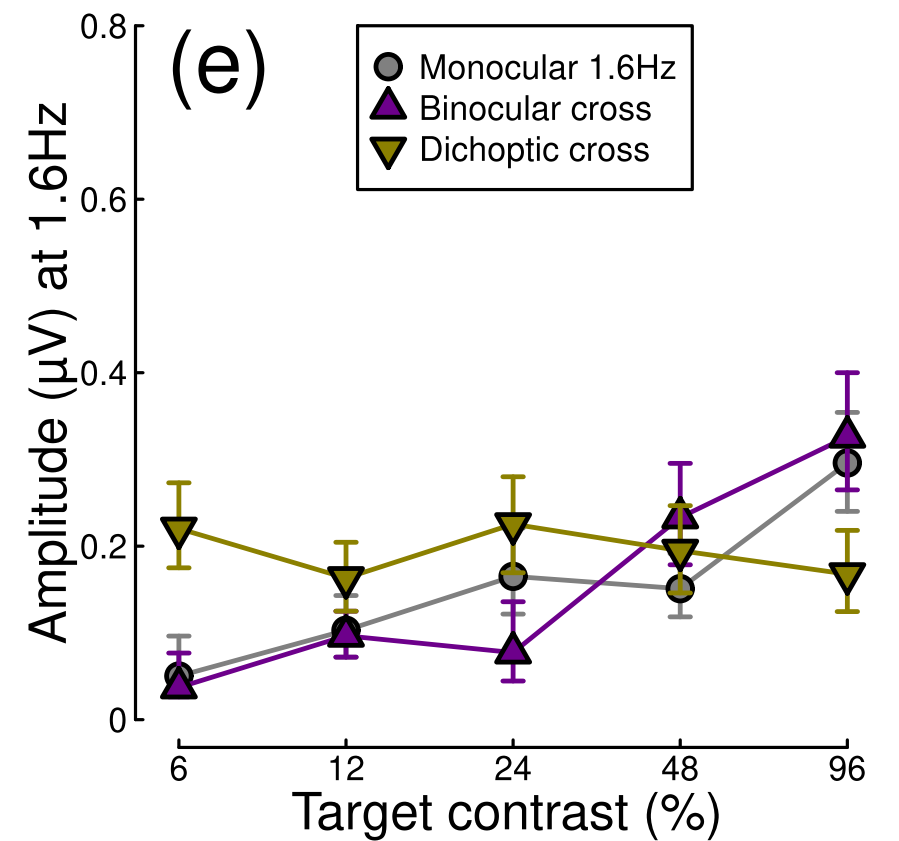 (e)
Monocular 1.6Hz
Binocular cross
Dichoptic cross
Amplitude (µV) at 1.6Hz
0.8
0.6
0.4
0.2
0
6 12 24 48 96
Target contrast (%)